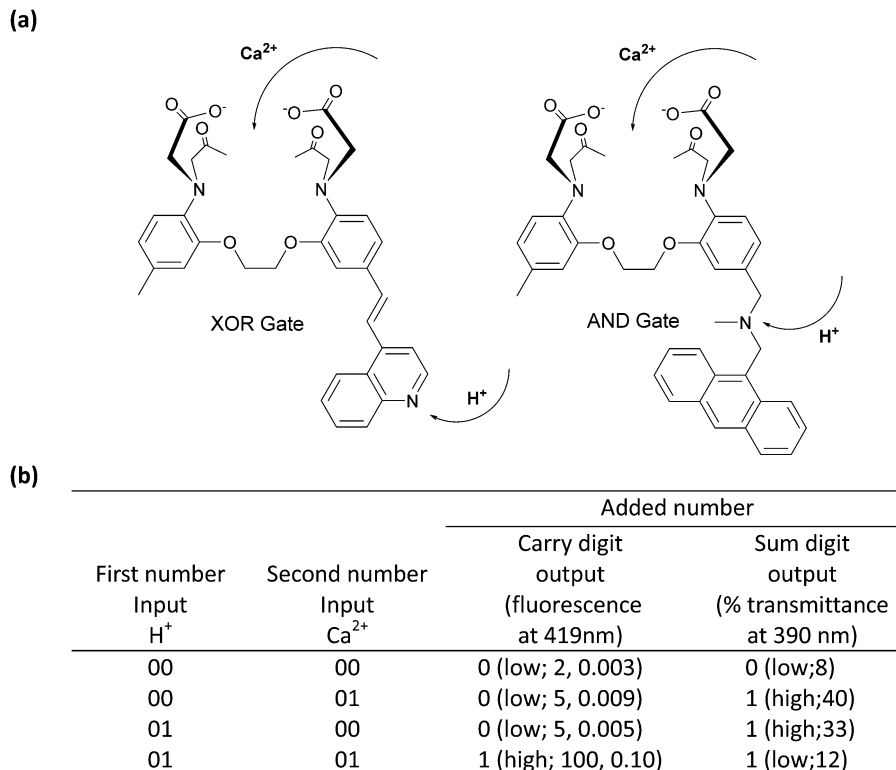 (a)
Ca2+
Ca2+
O
O-
-O
O
O
O
N
N
O
O
XOR Gate
H+
N
O
O-
-O
O
O
O
N
N
O
O
AND Gate
N
H+
(b)
Added number
First number Input H+
Second number Input Ca2+
Carry digit output (fluorescence at 419nm)
Sum digit output (% transmittance at 390 nm)
00 00 0 (low; 2, 0.003) 0 (low;8)
00 01 0 (low; 5, 0.009) 1 (high;40)
01 00 0 (low; 5, 0.005) 1 (high;33)
01 01 1 (high; 100, 0.10) 1 (low;12)